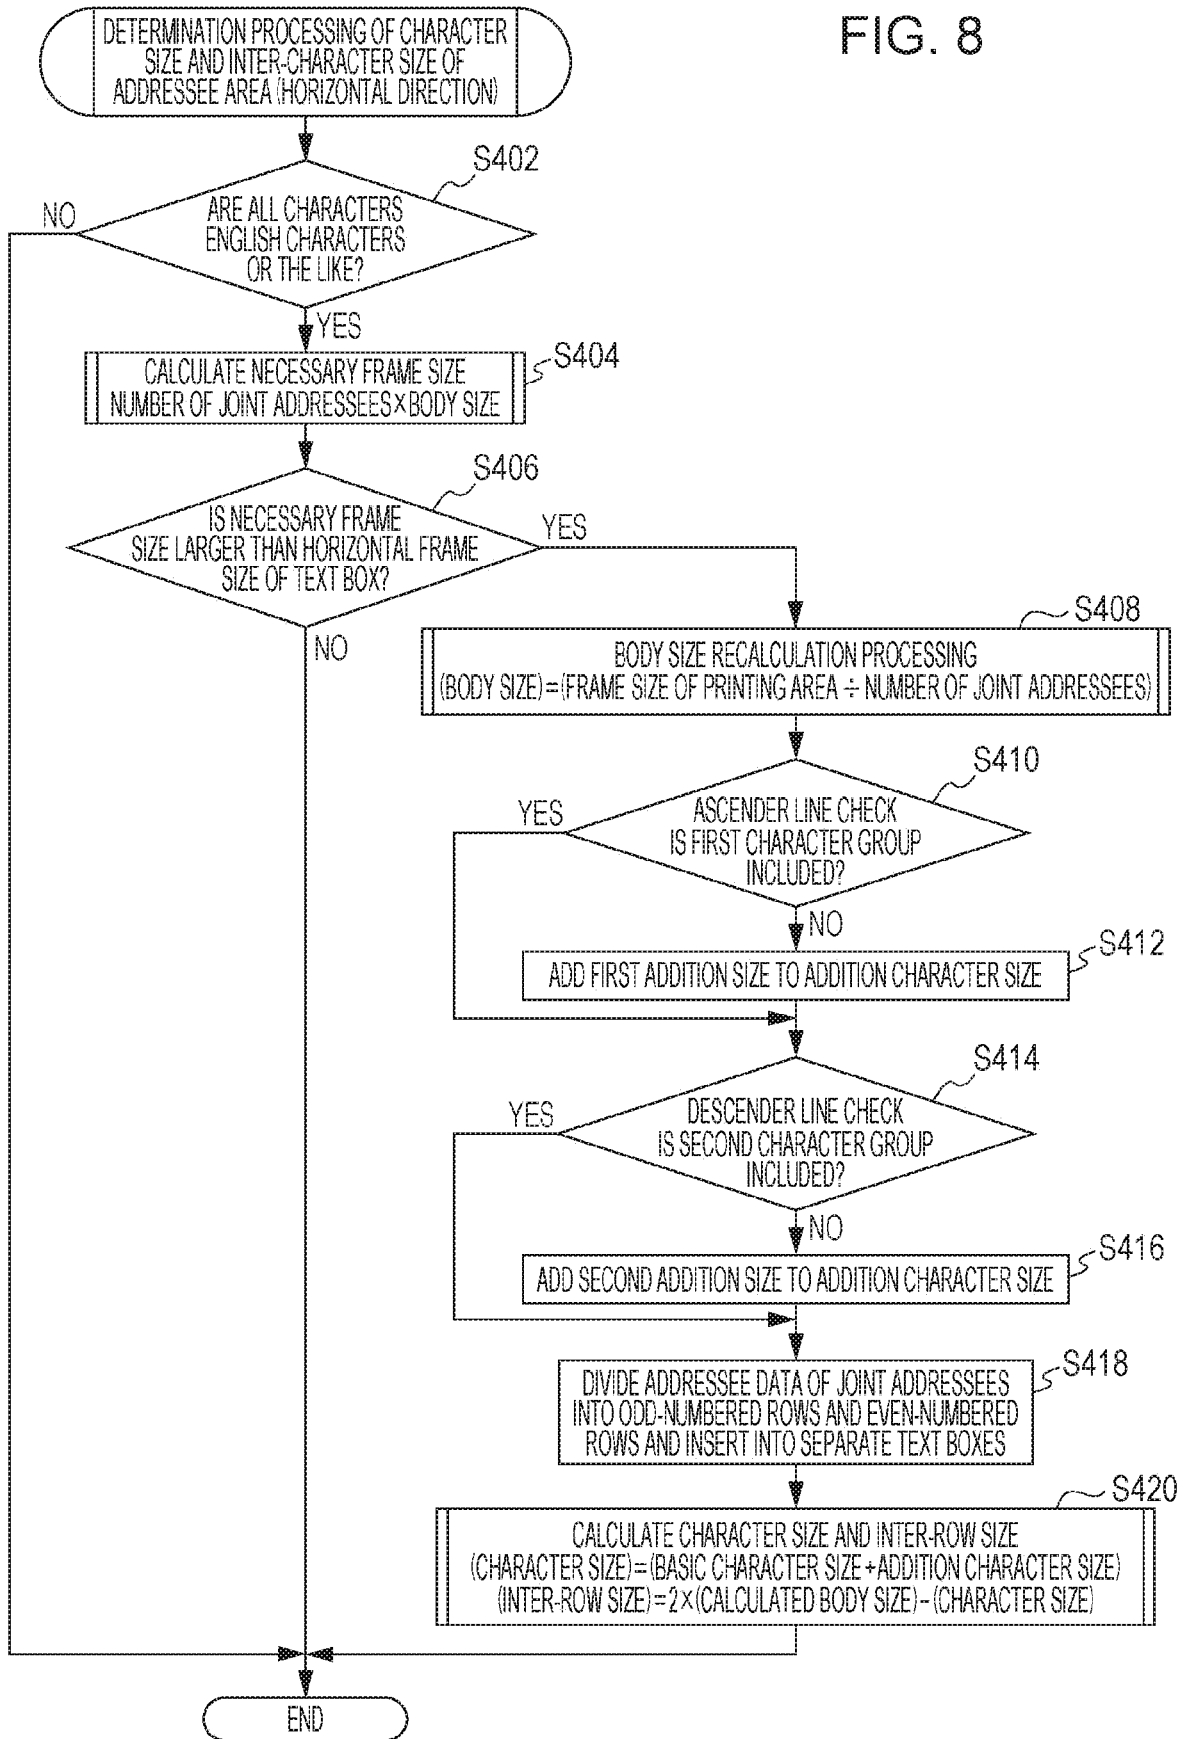 FIG. 8
DETERMINATION PROCESSING OF CHARACTER
SIZE AND INTER-CHARACTER SIZE OF
ADDRESSEE AREA (HORIZONTAL DIRECTION)
S402
NO
ARE ALL CHARACTERS
ENGLISH CHARACTERS
OR THE LIKE?
YES
S404
CALCULATE NECESSARY FRAME SIZE
NUMBER OF JOINT ADDRESSEES×BODY SIZE
S406
IS NECESSARY FRAME
SIZE LARGER THAN HORIZONTAL FRAME
SIZE OF TEXT BOX?
YES
NO
S408
BODY SIZE RECALCULATION PROCESSING
(BODY SIZE)=(FRAME SIZE OF PRINTING AREA ÷ NUMBER OF JOINT ADDRESSEES)
S410
YES
ASCENDER LINE CHECK
IS FIRST CHARACTER GROUP
INCLUDED?
NO
S412
ADD FIRST ADDITION SIZE TO ADDITION CHARACTER SIZE
S414
YES
DESCENDER LINE CHECK
IS SECOND CHARACTER GROUP
INCLUDED?
NO
S416
ADD SECOND ADDITION SIZE TO ADDITION CHARACTER SIZE
S418
DIVIDE ADDRESSEE DATA OF JOINT ADDRESSEES
INTO ODD-NUMBERED ROWS AND EVEN-NUMBERED
ROWS AND INSERT INTO SEPARATE TEXT BOXES
S420
CALCULATE CHARACTER SIZE AND INTER-ROW SIZE
(CHARACTER SIZE)=(BASIC CHARACTER SIZE+ADDITION CHARACTER SIZE)
(INTER-ROW SIZE)=2×(CALCULATED BODY SIZE)-(CHARACTER SIZE)
END